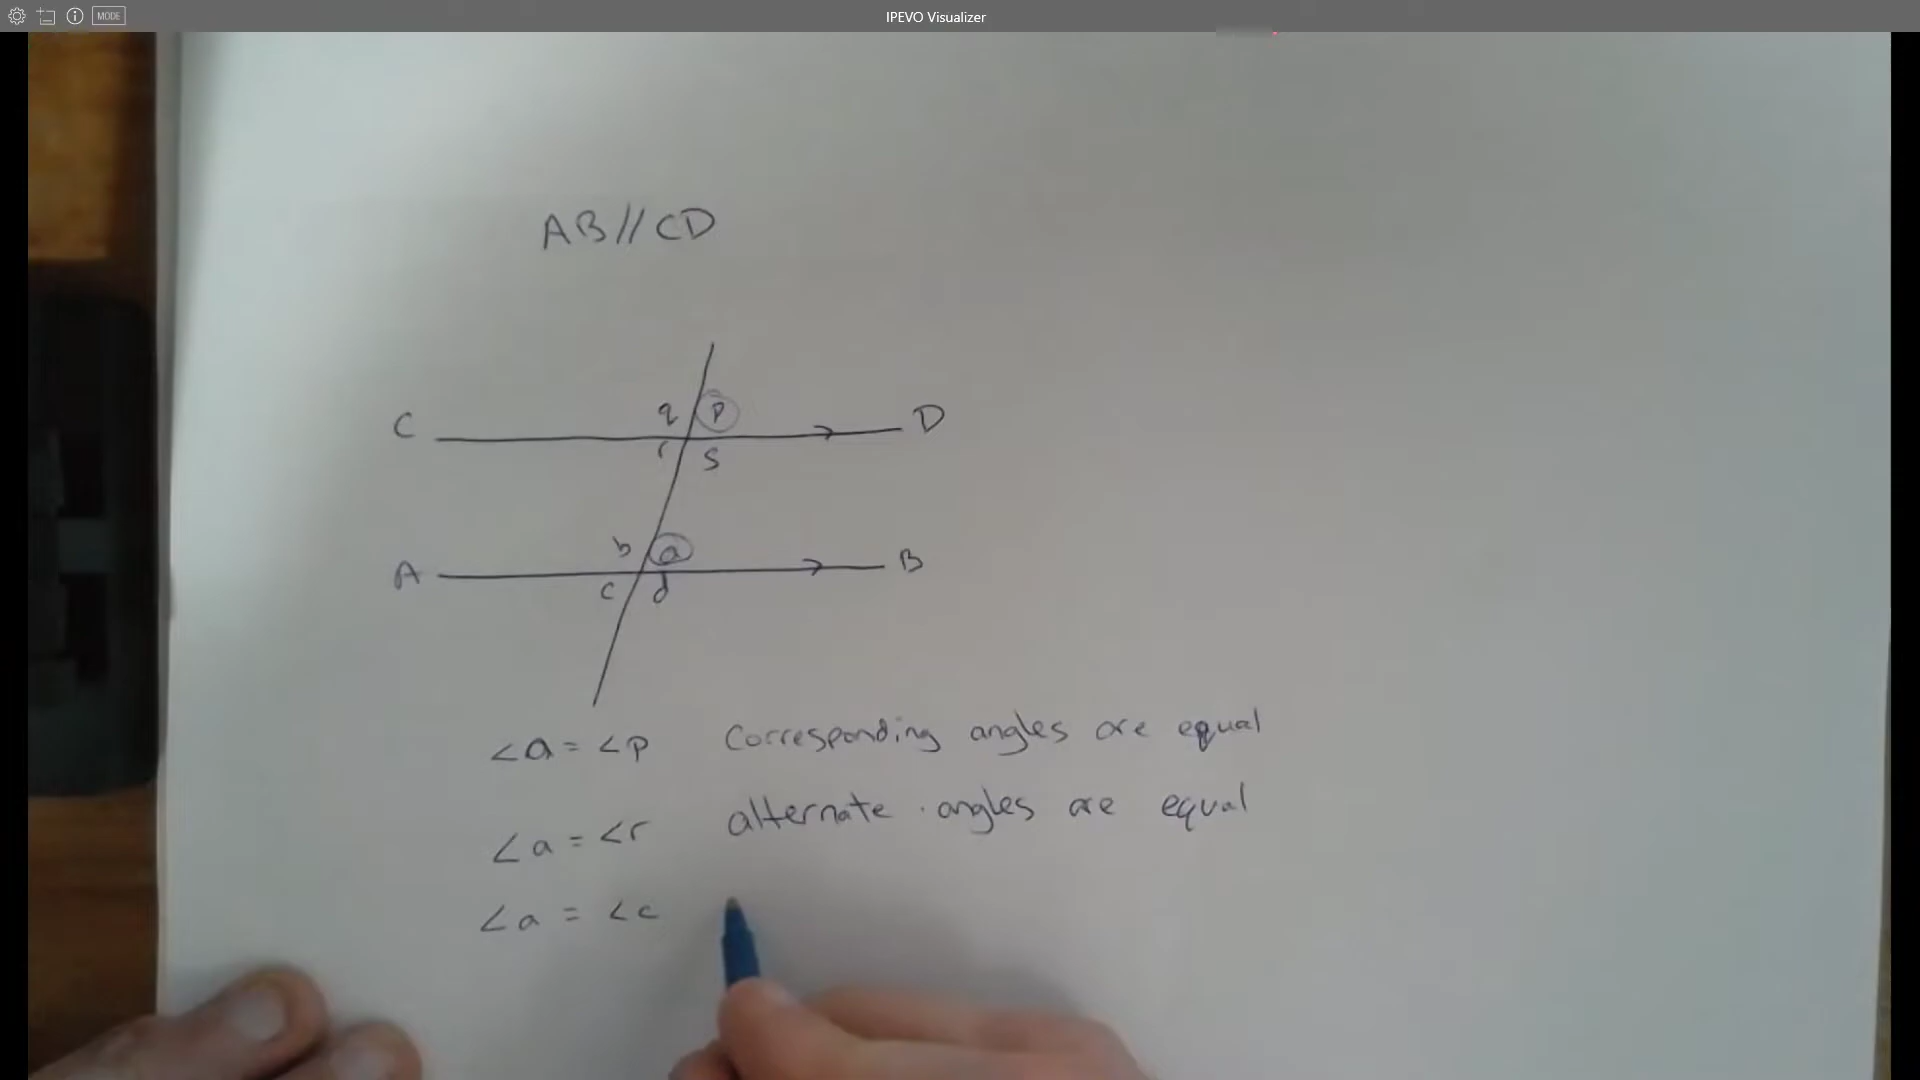 MODE
IPEVO Visualizer
AB//CD
q p
C D
r s
b a
A B
c d
∠a = ∠p Corresponding angles are equal
∠a = ∠r alternate angles are equal
∠a = ∠c